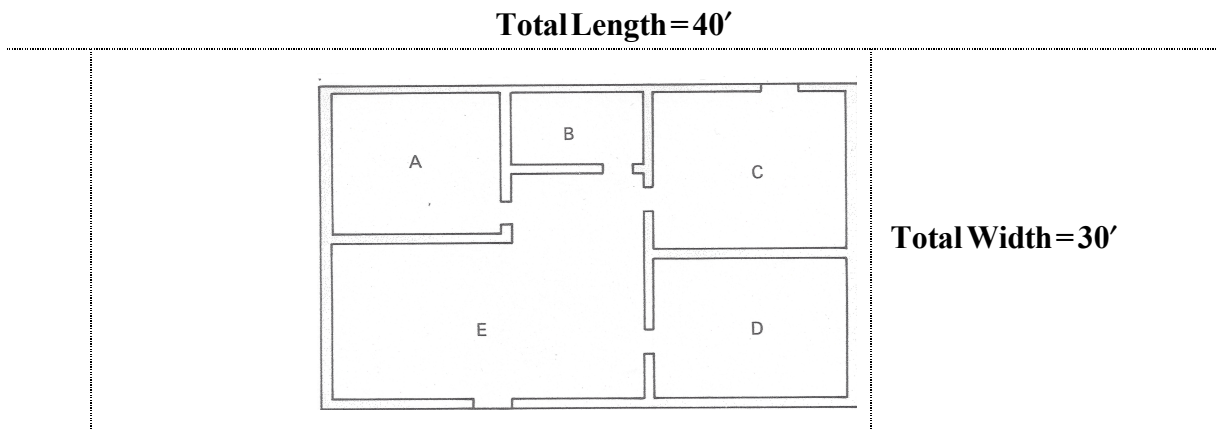 Total Length = 40′
A
B
C
Total Width = 30′
E
D